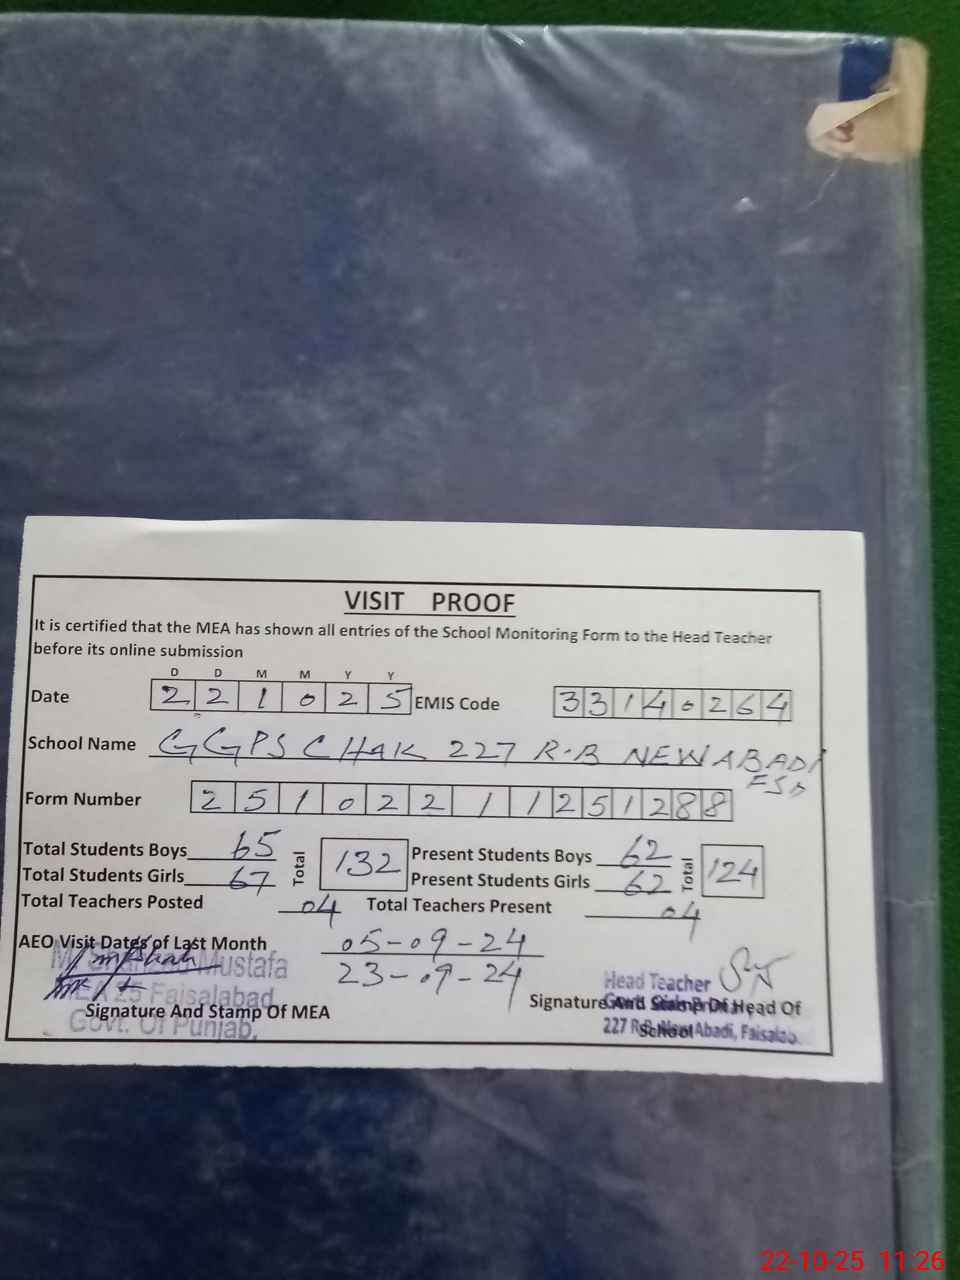 VISIT PROOF
It is certified that the MEA has shown all entries of the School Monitoring Form to the Head Teacher
before its online submission
D D M M Y Y
Date 2 2 1 0 2 5 EMIS Code 3 3 1 4 0 2 6 4
School Name GGPS CHAK 227 R-B NEWABADI
FSD
Form Number 2 5 1 0 2 2 1 1 2 5 1 2 8 8
Total Students Boys 65 Total 132 Present Students Boys 62 Total 124
Total Students Girls 67 Present Students Girls 62
Total Teachers Posted 04 Total Teachers Present 04
AEO Visit Dates of Last Month 05-09-24
23-09-24
Mustafa
25 Faisalabad
Govt. Of Punjab.
Signature And Stamp Of MEA
Head Teacher
Signature And Stamp Of Head Of
School
227 R.B. New Abadi, Faisalab.
22-10-25 11:26